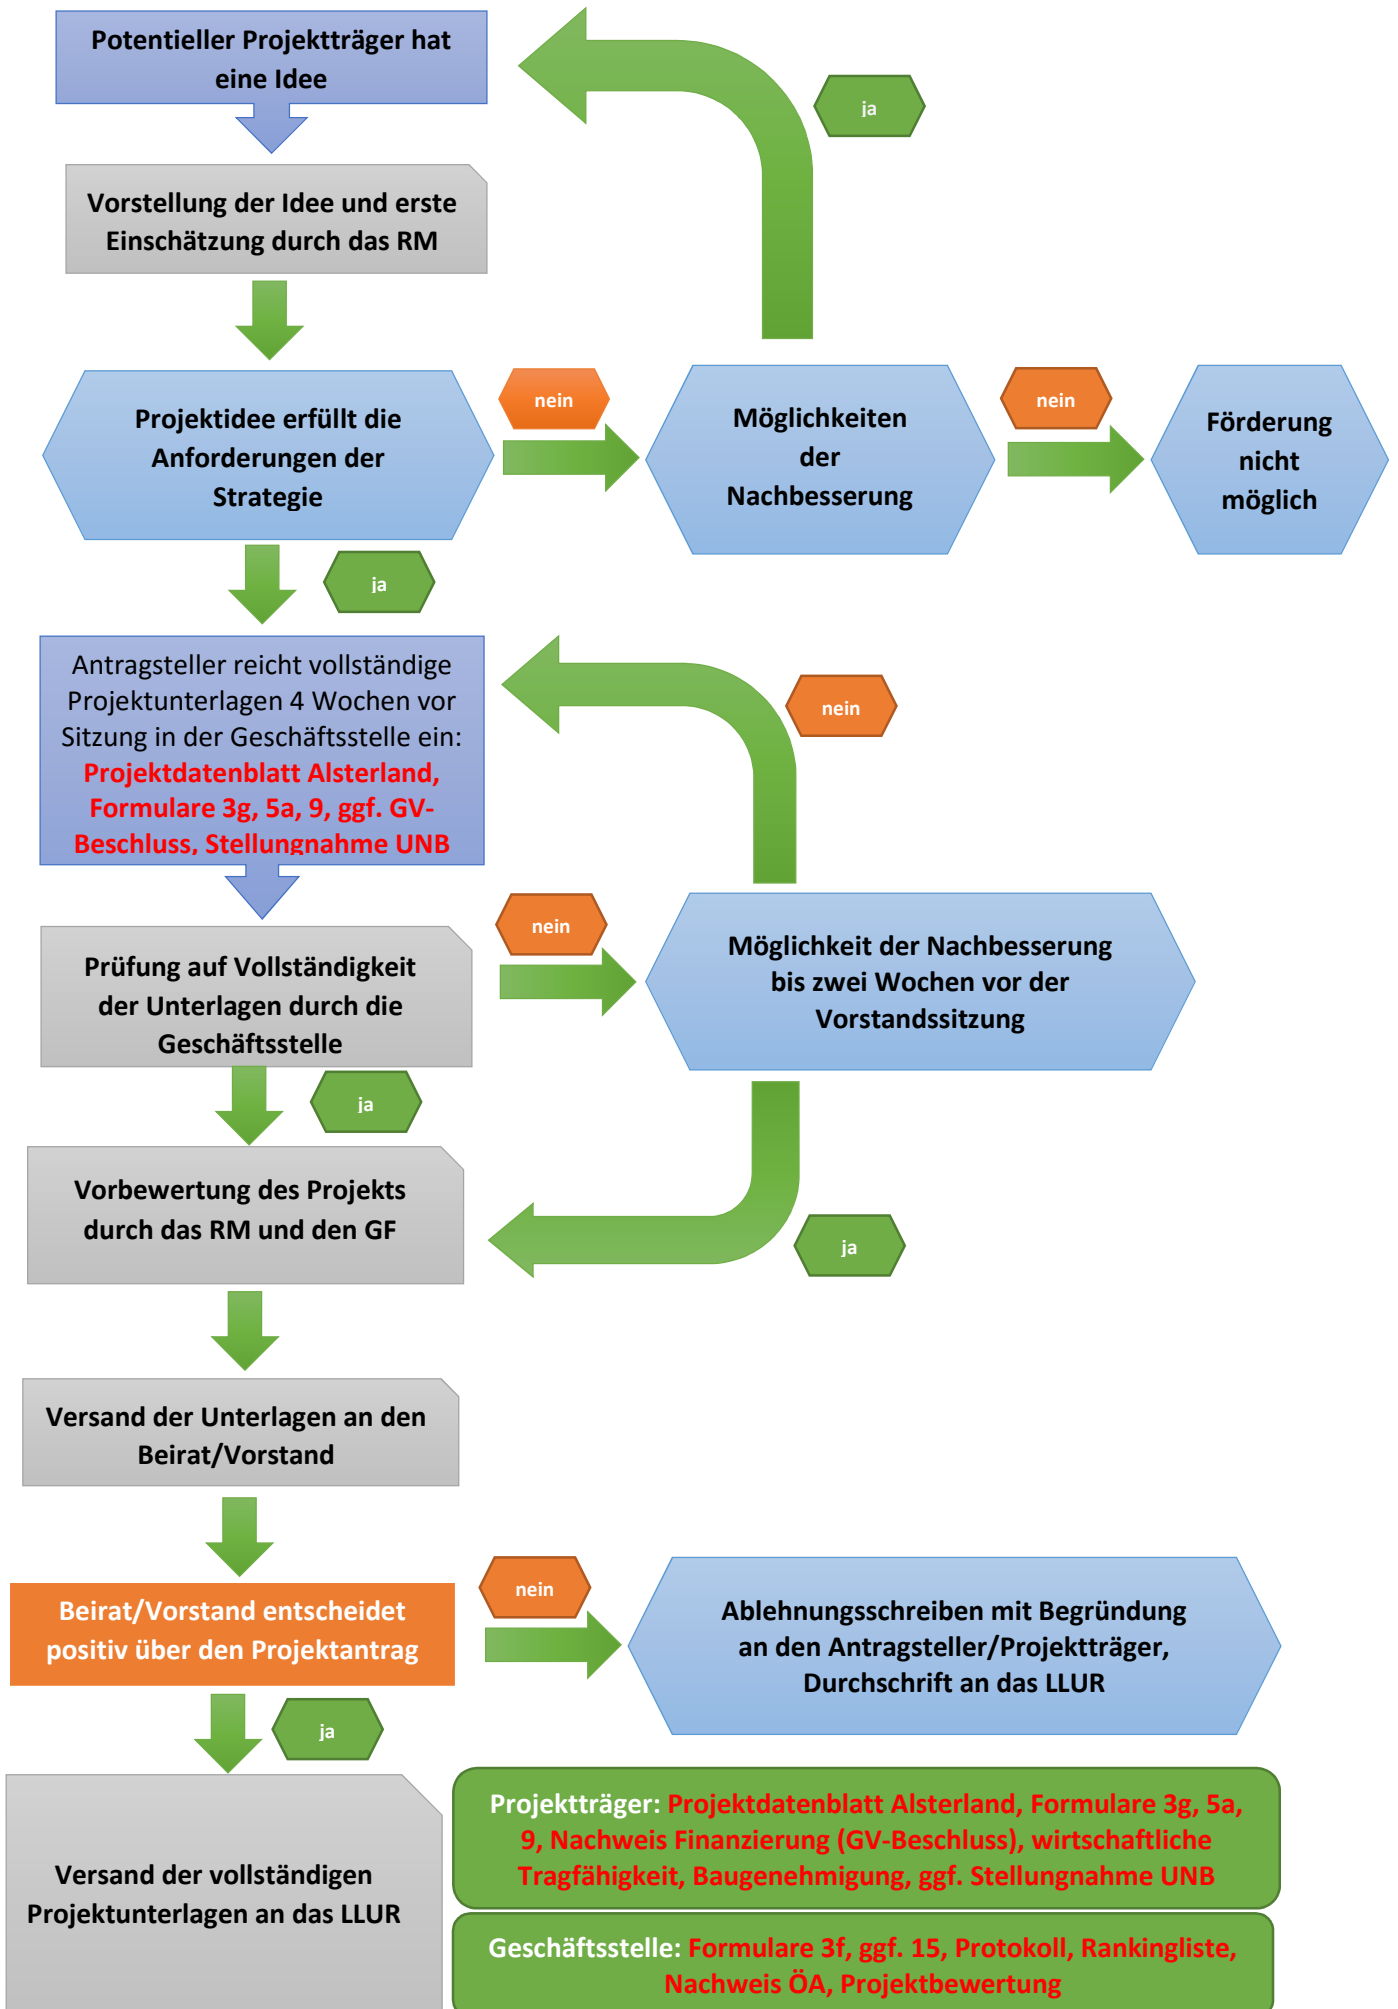 Potentieller Projektträger hat
eine Idee
ja
Vorstellung der Idee und erste
Einschätzung durch das RM
Projektidee erfüllt die
Anforderungen der
Strategie
nein
Möglichkeiten
der
Nachbesserung
nein
Förderung
nicht
möglich
ja
Antragsteller reicht vollständige
Projektunterlagen 4 Wochen vor
Sitzung in der Geschäftsstelle ein:
Projektdatenblatt Alsterland,
Formulare 3g, 5a, 9, ggf. GV-
Beschluss, Stellungnahme UNB
nein
Prüfung auf Vollständigkeit
der Unterlagen durch die
Geschäftsstelle
nein
Möglichkeit der Nachbesserung
bis zwei Wochen vor der
Vorstandssitzung
ja
Vorbewertung des Projekts
durch das RM und den GF
ja
Versand der Unterlagen an den
Beirat/Vorstand
Beirat/Vorstand entscheidet
positiv über den Projektantrag
nein
Ablehnungsschreiben mit Begründung
an den Antragsteller/Projektträger,
Durchschrift an das LLUR
ja
Versand der vollständigen
Projektunterlagen an das LLUR
Projektträger: Projektdatenblatt Alsterland, Formulare 3g, 5a,
9, Nachweis Finanzierung (GV-Beschluss), wirtschaftliche
Tragfähigkeit, Baugenehmigung, ggf. Stellungnahme UNB
Geschäftsstelle: Formulare 3f, ggf. 15, Protokoll, Rankingliste,
Nachweis ÖA, Projektbewertung